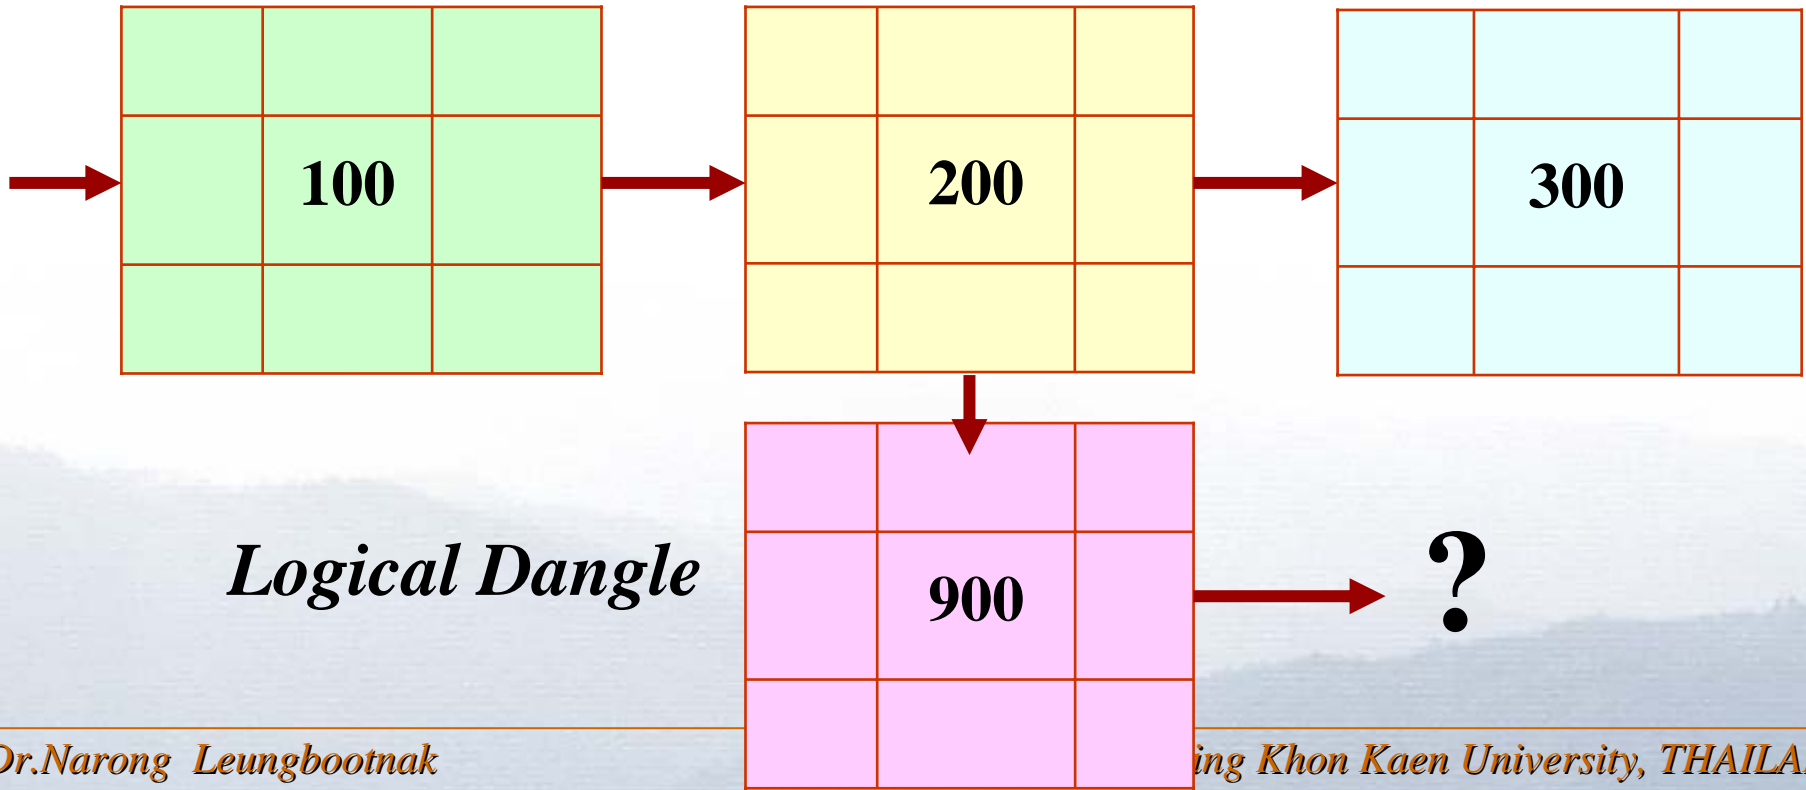 100 200 300
Logical Dangle 900 ?
Dr.Narong Leungbootnak Khon Kaen University,